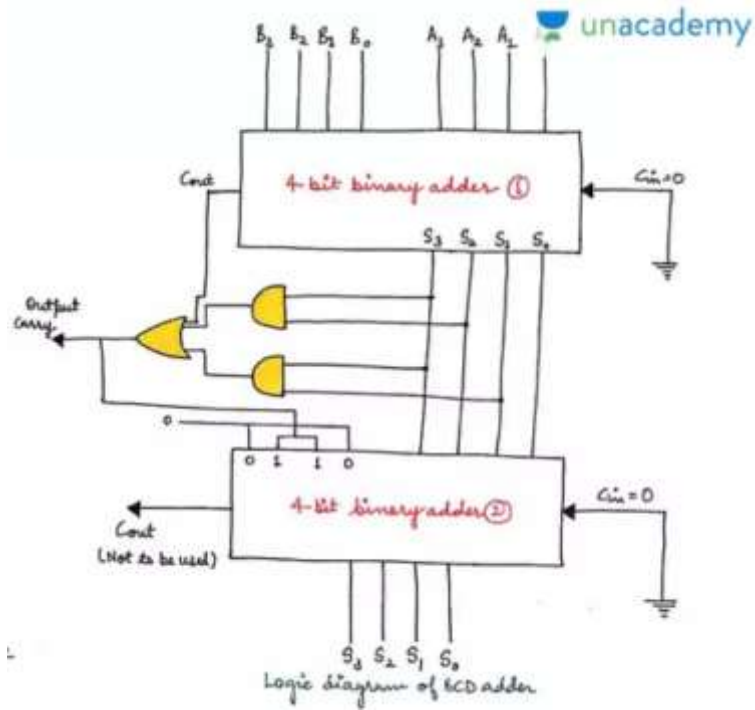 unacademy
B₃ B₂ B₁ B₀ A₃ A₂ A₁
Cout
4-bit binary adder ①
Cin=0
S₃ S₂ S₁ S₀
Output
carry
0
0 1 1 0
4-bit binary adder ②
Cin=0
Cout
(Not to be used)
S₃ S₂ S₁ S₀
Logic diagram of BCD adder